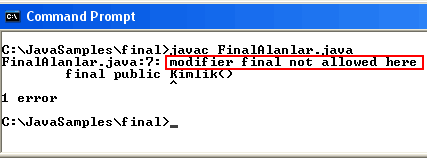 Command Prompt
C:\JavaSamples\final>javac FinalAlanlar.java
FinalAlanlar.java:7: modifier final not allowed here
        final public Kimlik()
                     ^
1 error
C:\JavaSamples\final>_